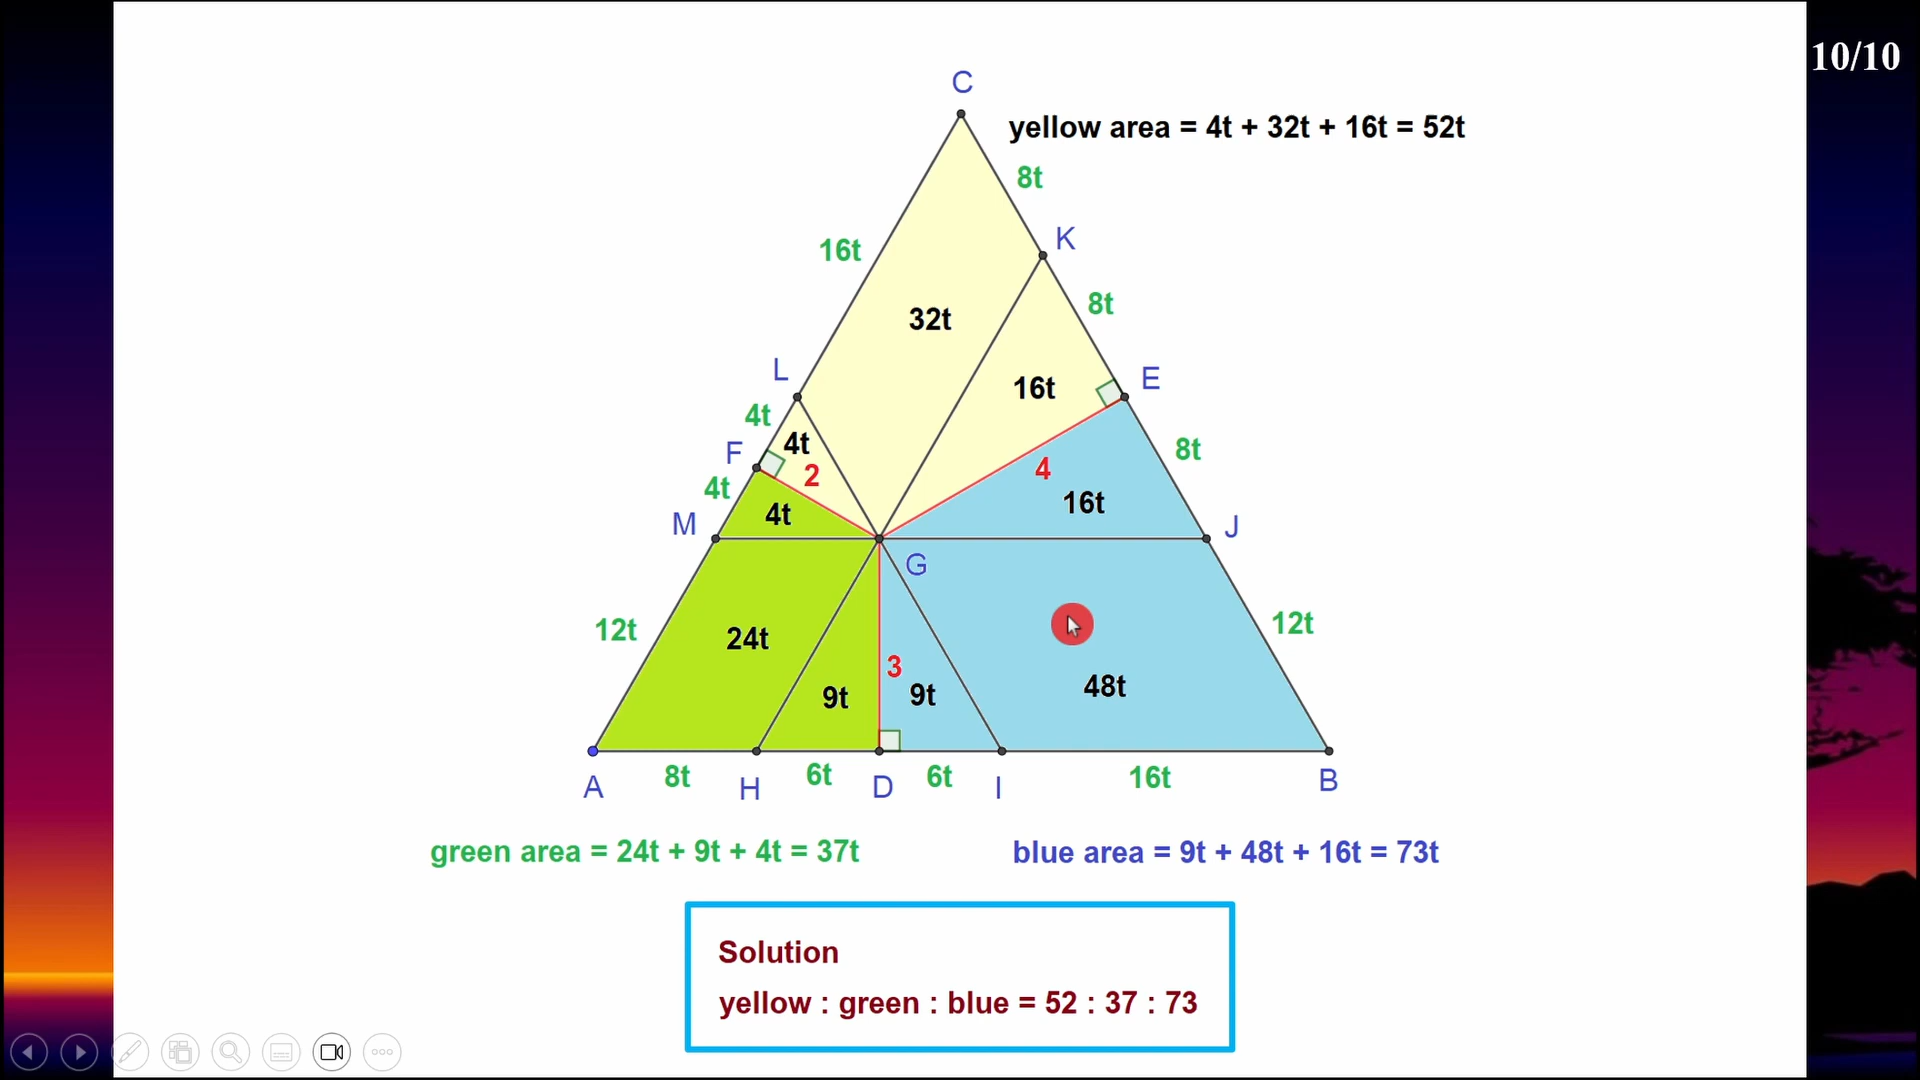 10/10
C
yellow area = 4t + 32t + 16t = 52t
8t
K
16t
8t
32t
L
16t
E
4t
4t
F
2
4
8t
4t
4t
16t
M
J
G
12t
24t
12t
3
9t
9t
48t
8t
6t
6t
16t
A
H
D
I
B
green area = 24t + 9t + 4t = 37t
blue area = 9t + 48t + 16t = 73t
Solution
yellow : green : blue = 52 : 37 : 73